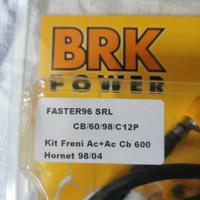 BRK
POWER
FASTER96 SRL
CB/60/98/C12P
Kit Freni Ac+Ac Cb 600
Hornet 98/04